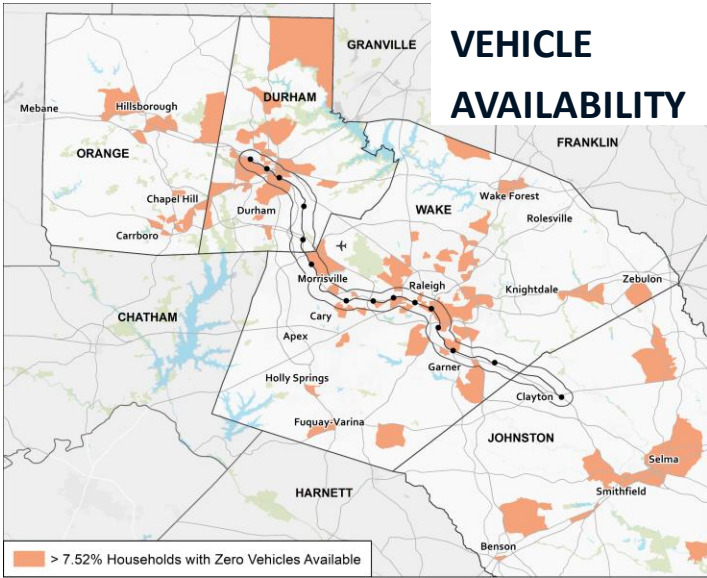 VEHICLE
AVAILABILITY
GRANVILLE
DURHAM
FRANKLIN
Mebane
Hillsborough
ORANGE
Chapel Hill
Durham
Carrboro
WAKE
Wake Forest
Rolesville
Morrisville
Raleigh
Knightdale
Zebulon
CHATHAM
Cary
Apex
Garner
Holly Springs
Clayton
Fuquay-Varina
JOHNSTON
Selma
Smithfield
HARNETT
Benson
> 7.52% Households with Zero Vehicles Available